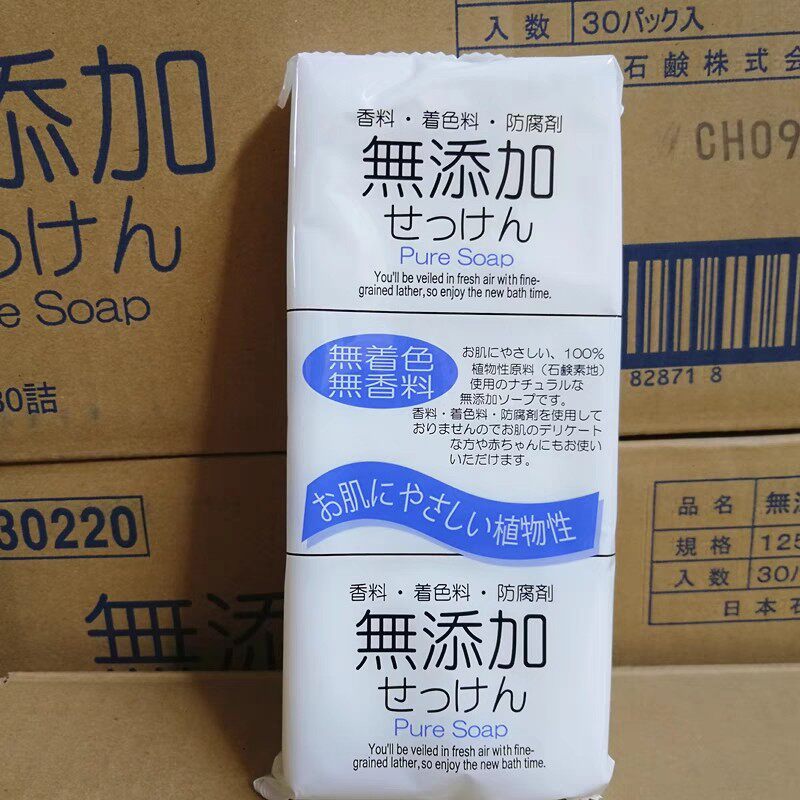 入数 30パック入
石鹸株式会
CH09
82871 8
添加
っけん
e Soap
30詰
30220
無添
品名 無
規格 125
入数 30パ
日本石
香料・着色料・防腐剤
無添加
せっけん
Pure Soap
You'll be veiled in fresh air with fine-
grained lather, so enjoy the new bath time.
無着色
無香料
お肌にやさしい、100%
植物性原料（石鹸素地）
使用のナチュラルな
無添加ソープです。
香料・着色料・防腐剤を使用して
おりませんのでお肌のデリケート
な方や赤ちゃんにもお使い
いただけます。
お肌にやさしい植物性
香料・着色料・防腐剤
無添加
せっけん
Pure Soap
You'll be veiled in fresh air with fine-
grained lather, so enjoy the new bath time.